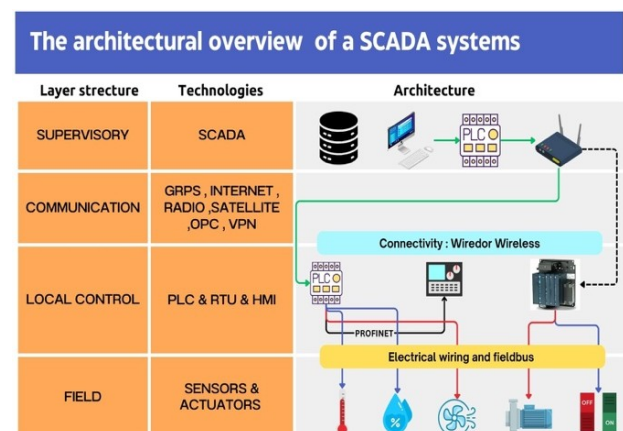 The architectural overview of a SCADA systems
Layer strecture
Technologies
Architecture
SUPERVISORY
SCADA
PLC
COMMUNICATION
GRPS , INTERNET ,
RADIO ,SATELLITE
,OPC , VPN
Connectivity : Wiredor Wireless
LOCAL CONTROL
PLC & RTU & HMI
PLC
PROFINET
Electrical wiring and fieldbus
FIELD
SENSORS &
ACTUATORS
%
OFF
ON